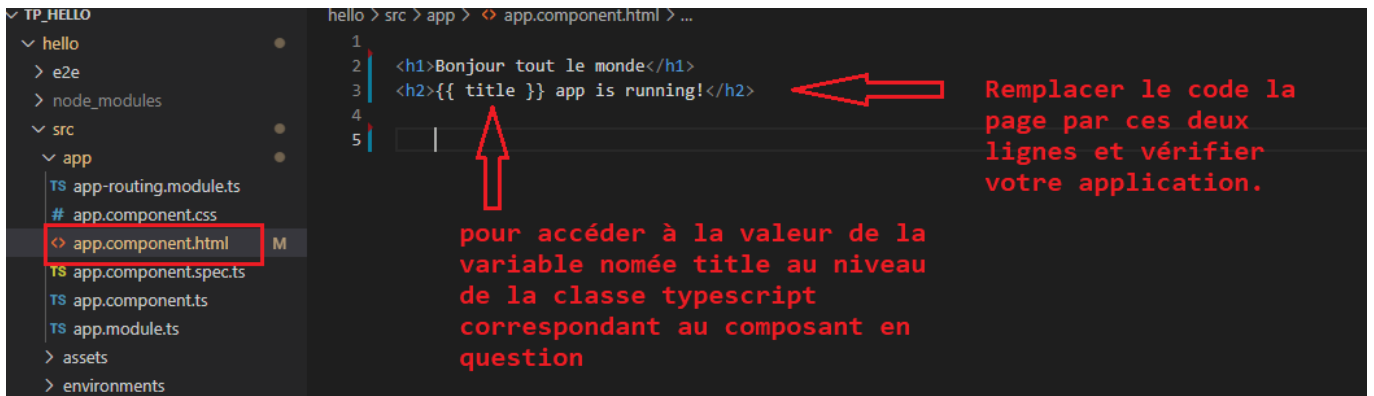 TP_HELLO
hello > src > app > <> app.component.html > ...
hello
e2e
node_modules
src
app
TS app-routing.module.ts
# app.component.css
<> app.component.html M
TS app.component.spec.ts
TS app.component.ts
TS app.module.ts
assets
environments
1
2 <h1>Bonjour tout le monde</h1>
3 <h2>{{ title }} app is running!</h2>
4
5
Remplacer le code la
page par ces deux
lignes et vérifier
votre application.
pour accéder à la valeur de la
variable nomée title au niveau
de la classe typescript
correspondant au composant en
question